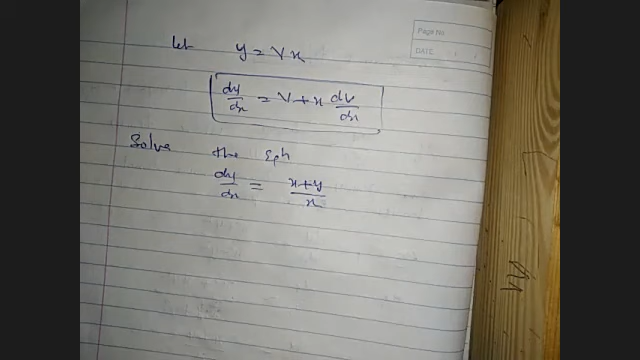 Page No.
DATE
let y = vx
dy/dx = v + x dv/dx
Solve the Eqn
dy/dx = x+y/x